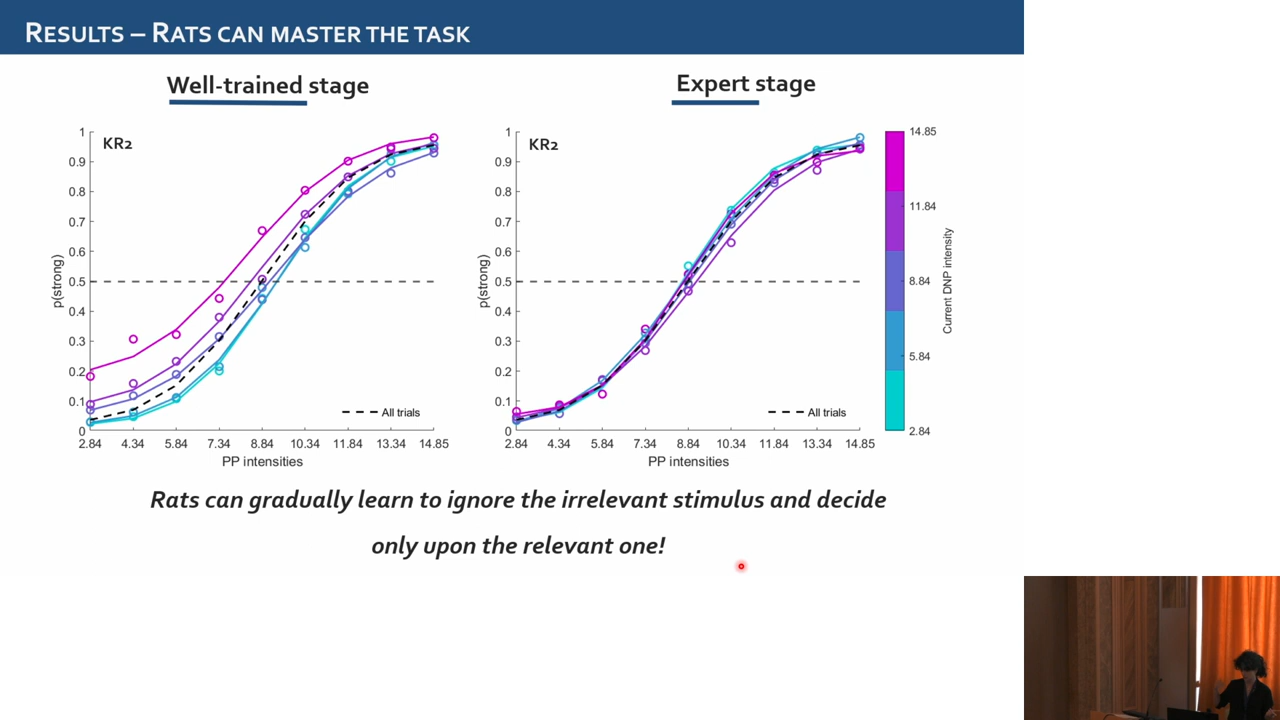 RESULTS – RATS CAN MASTER THE TASK
Well-trained stage
KR2
p(strong)
1
0.9
0.8
0.7
0.6
0.5
0.4
0.3
0.2
0.1
0
All trials
2.84 4.34 5.84 7.34 8.84 10.34 11.84 13.34 14.85
PP intensities
Expert stage
KR2
p(strong)
1
0.9
0.8
0.7
0.6
0.5
0.4
0.3
0.2
0.1
0
All trials
2.84 4.34 5.84 7.34 8.84 10.34 11.84 13.34 14.85
PP intensities
14.85
11.84
8.84
5.84
2.84
Current DNP intensity
Rats can gradually learn to ignore the irrelevant stimulus and decide
only upon the relevant one!